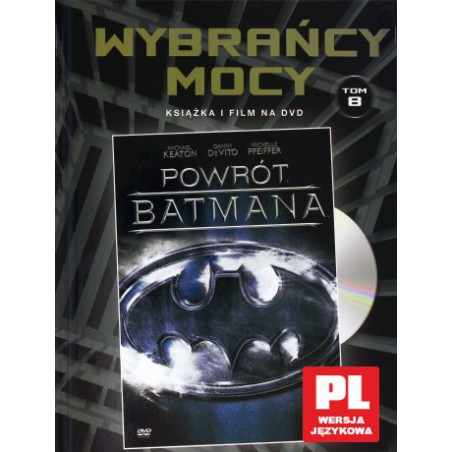 WYBRAŃCY
MOCY
TOM
8
KSIĄŻKA I FILM NA DVD
MICHAEL DANNY MICHELLE
KEATON DEVITO PFEIFFER
POWRÓT
BATMANA
DVD
PL
WERSJA
JĘZYKOWA